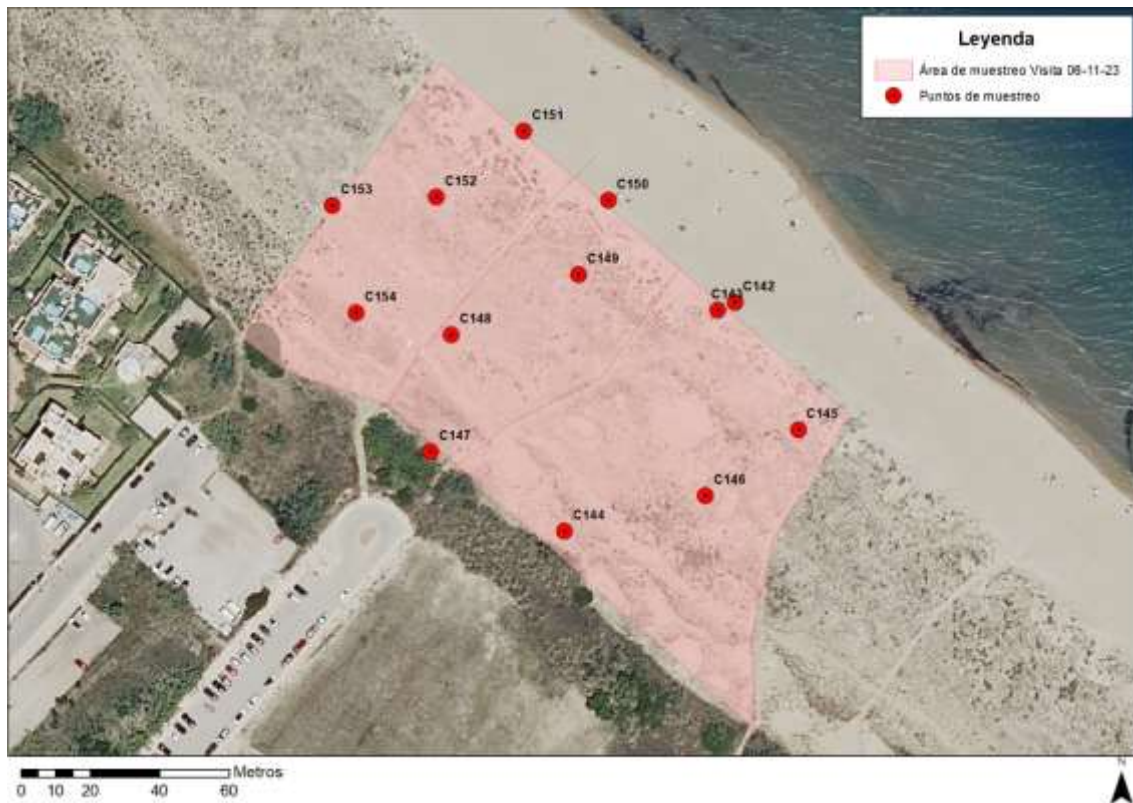 Leyenda
Área de muestreo Visita 06-11-23
Puntos de muestreo
C151
C153
C152
C150
C149
C142
C154
C148
C145
C147
C146
C144
Metros
0 10 20 40 60
N